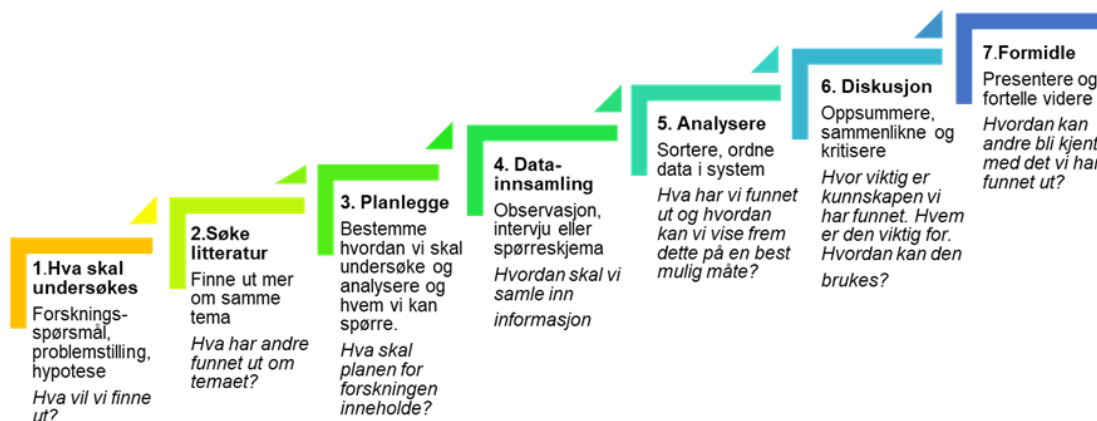 1.Hva skal
undersøkes
Forsknings-
spørsmål,
problemstilling,
hypotese
Hva vil vi finne
ut?
2.Søke
litteratur
Finne ut mer
om samme
tema
Hva har andre
funnet ut om
temaet?
3. Planlegge
Bestemme
hvordan vi skal
undersøke og
analysere og
hvem vi kan
spørre.
Hva skal
planen for
forskningen
inneholde?
4. Data-
innsamling
Observasjon,
intervju eller
spørreskjema
Hvordan skal vi
samle inn
informasjon
5. Analysere
Sortere, ordne
data i system
Hva har vi funnet
ut og hvordan
kan vi vise frem
dette på en best
mulig måte?
6. Diskusjon
Oppsummere,
sammenlikne og
kritisere
Hvor viktig er
kunnskapen vi
har funnet. Hvem
er den viktig for.
Hvordan kan den
brukes?
7.Formidle
Presentere og
fortelle videre
Hvordan kan
andre bli kjent
med det vi har
funnet ut?